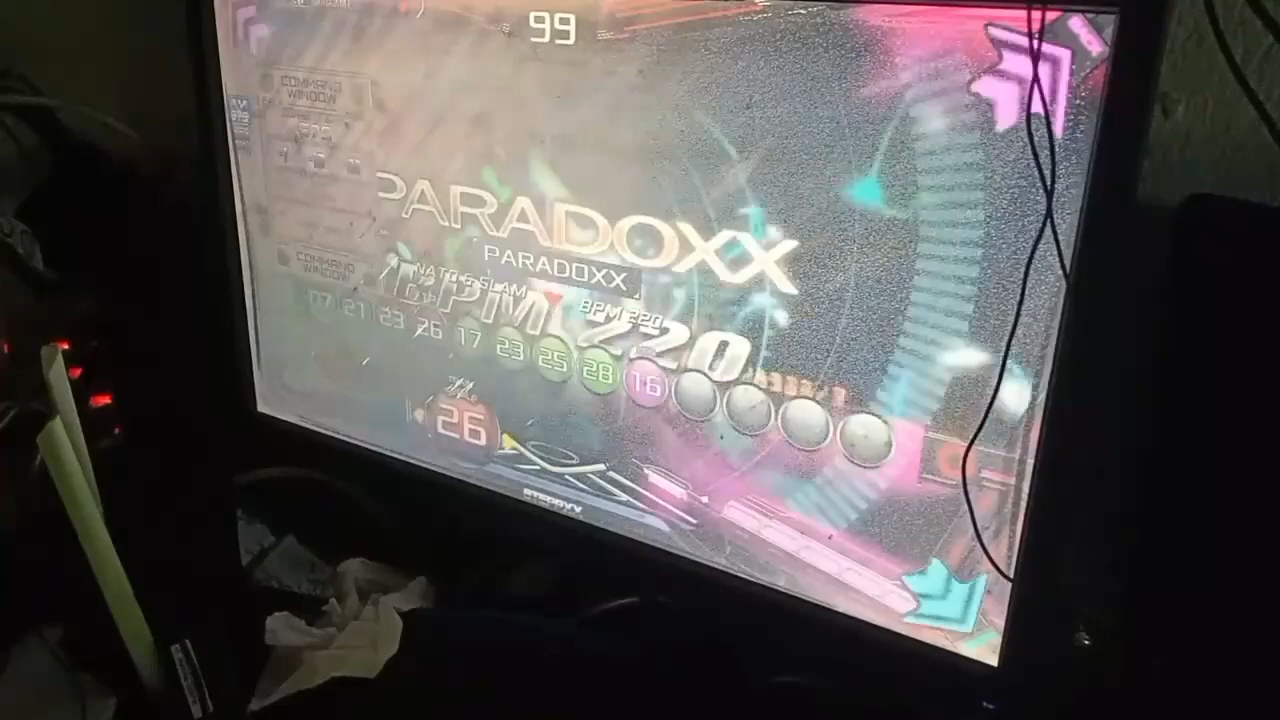 99
COMMAND
WINDOW
PARADOXX
PARADOXX
COMMAND
WINDOW
NATO & SLAM
BPM 220
BPM 220
07 21 23 26 17 23 25 28 16
26